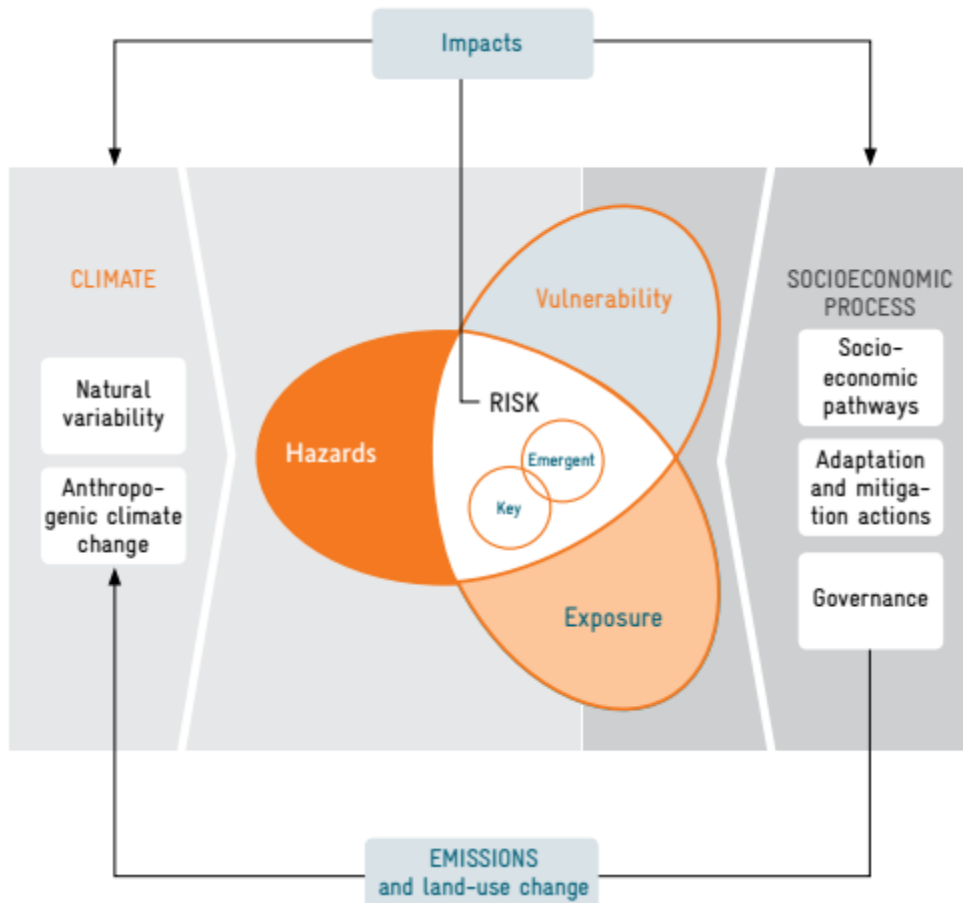 Impacts
CLIMATE
Natural
variability
Anthropo-
genic climate
change
Hazards
Vulnerability
RISK
Emergent
Key
Exposure
SOCIOECONOMIC
PROCESS
Socio-
economic
pathways
Adaptation
and mitiga-
tion actions
Governance
EMISSIONS
and land-use change